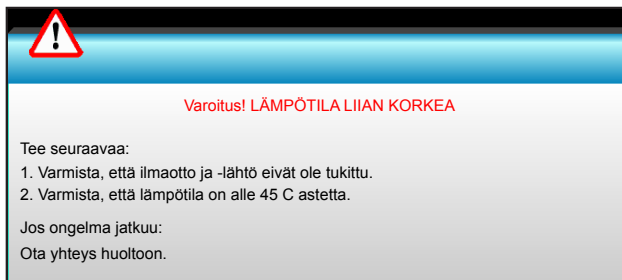 Varoitus! LÄMPÖTILA LIIAN KORKEA
Tee seuraavaa:
1. Varmista, että ilmaotto ja -lähtö eivät ole tukittu.
2. Varmista, että lämpötila on alle 45 C astetta.
Jos ongelma jatkuu:
Ota yhteys huoltoon.